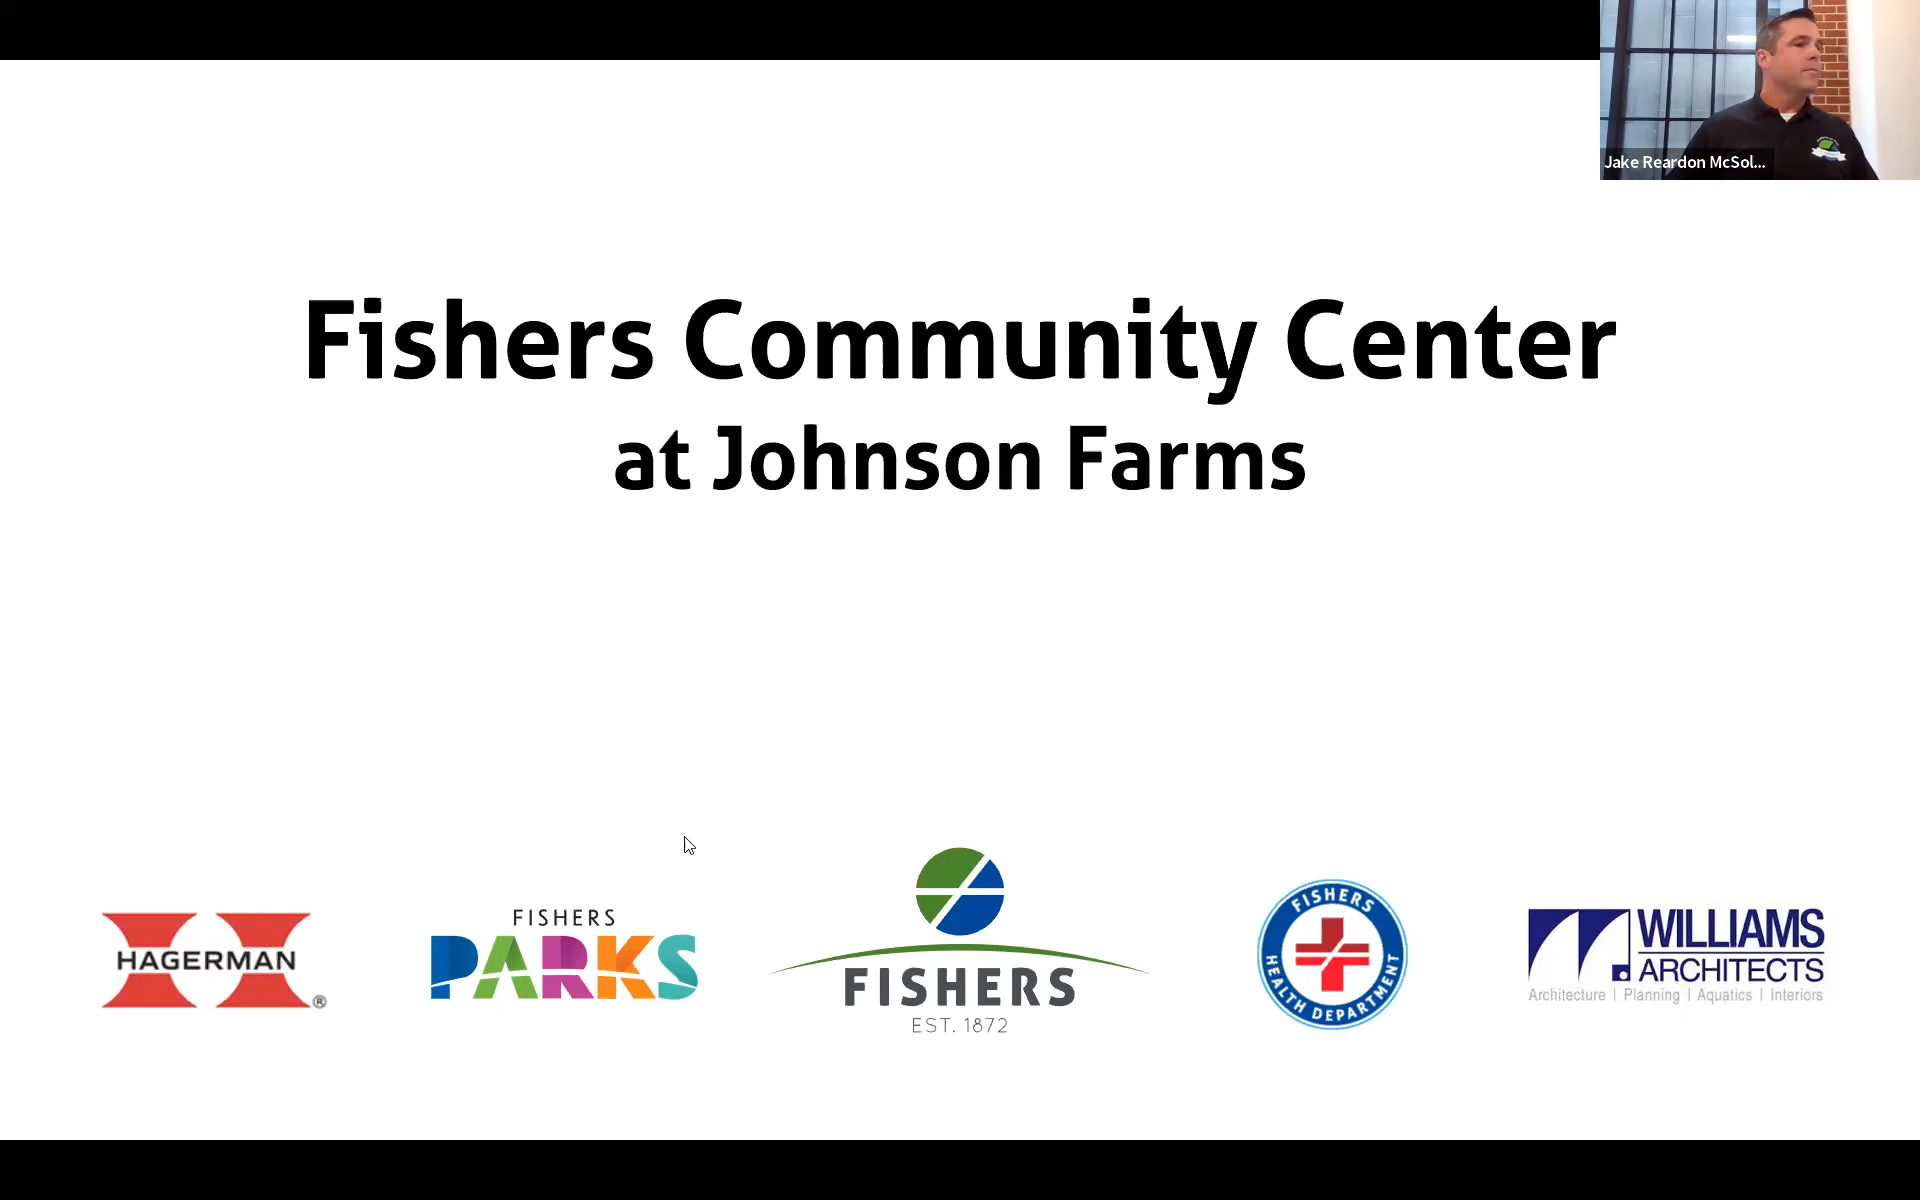 Jake Reardon McSol...
Fishers Community Center
at Johnson Farms
HAGERMAN
®
FISHERS
PARKS
FISHERS
EST. 1872
FISHERS
HEALTH DEPARTMENT
WILLIAMS
ARCHITECTS
Architecture | Planning | Aquatics | Interiors